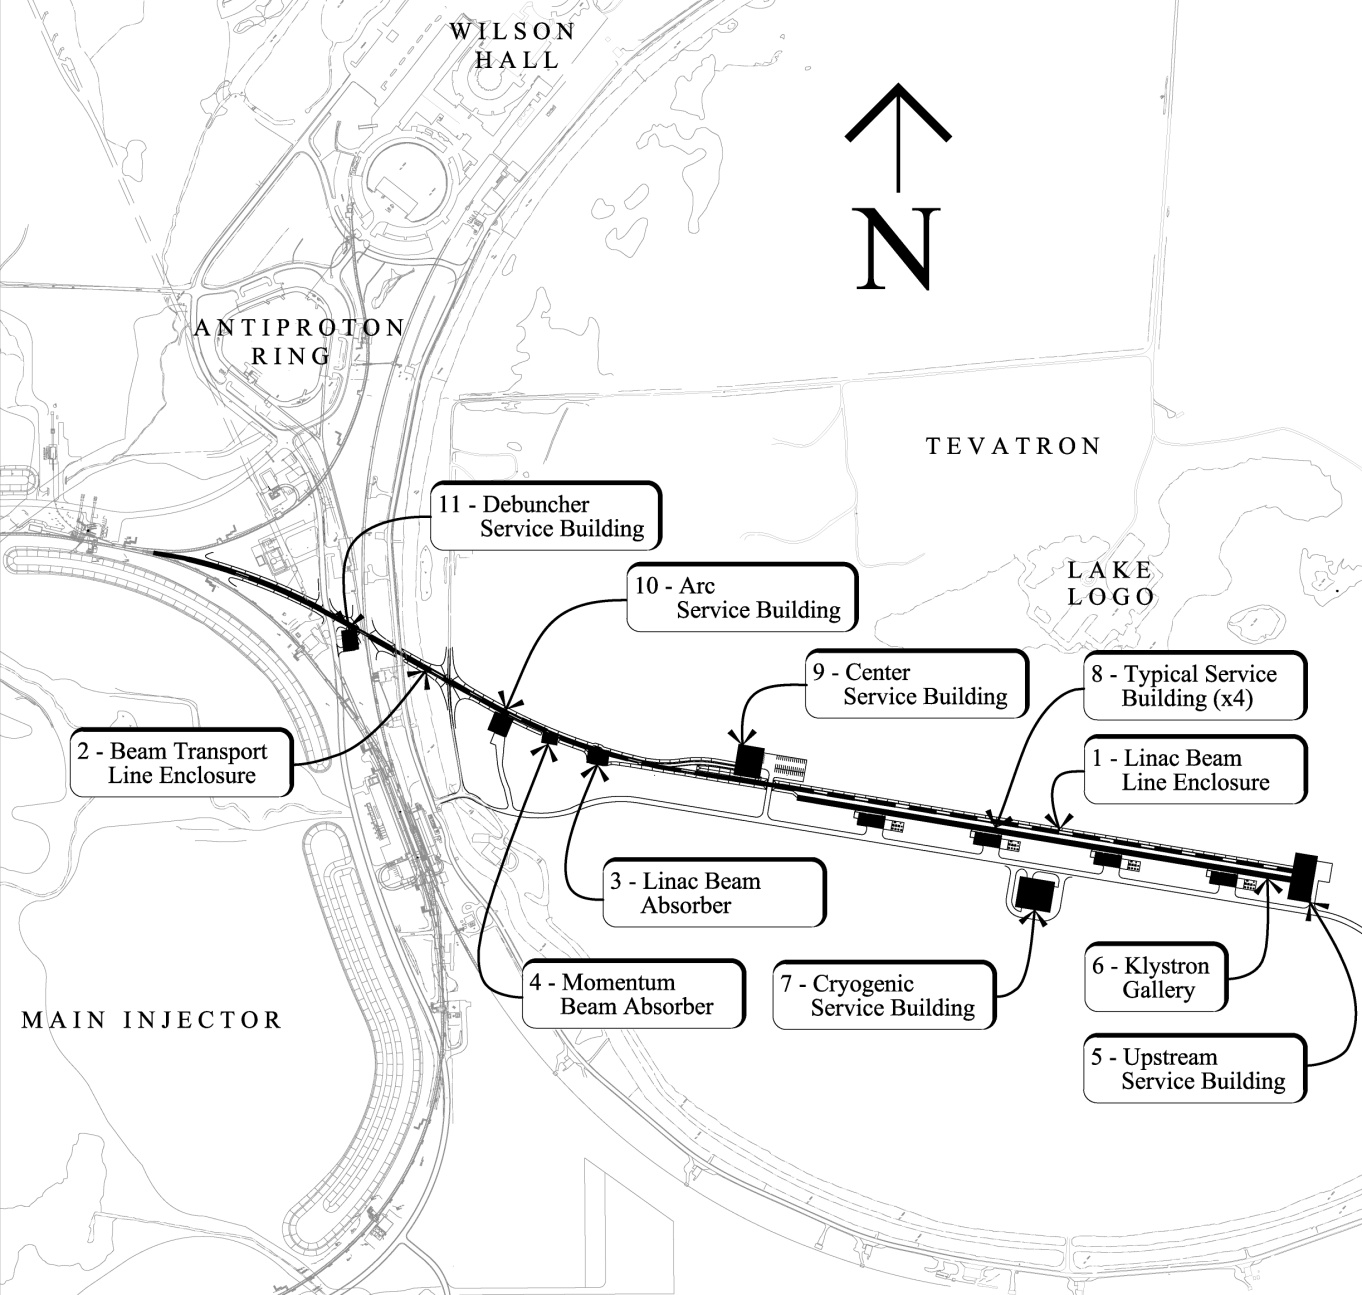 WILSON
HALL
N
ANTIPROTON
RING
TEVATRON
11 - Debuncher
Service Building
10 - Arc
Service Building
LAKE
LOGO
9 - Center
Service Building
8 - Typical Service
Building (x4)
2 - Beam Transport
Line Enclosure
1 - Linac Beam
Line Enclosure
3 - Linac Beam
Absorber
4 - Momentum
Beam Absorber
7 - Cryogenic
Service Building
6 - Klystron
Gallery
MAIN INJECTOR
5 - Upstream
Service Building